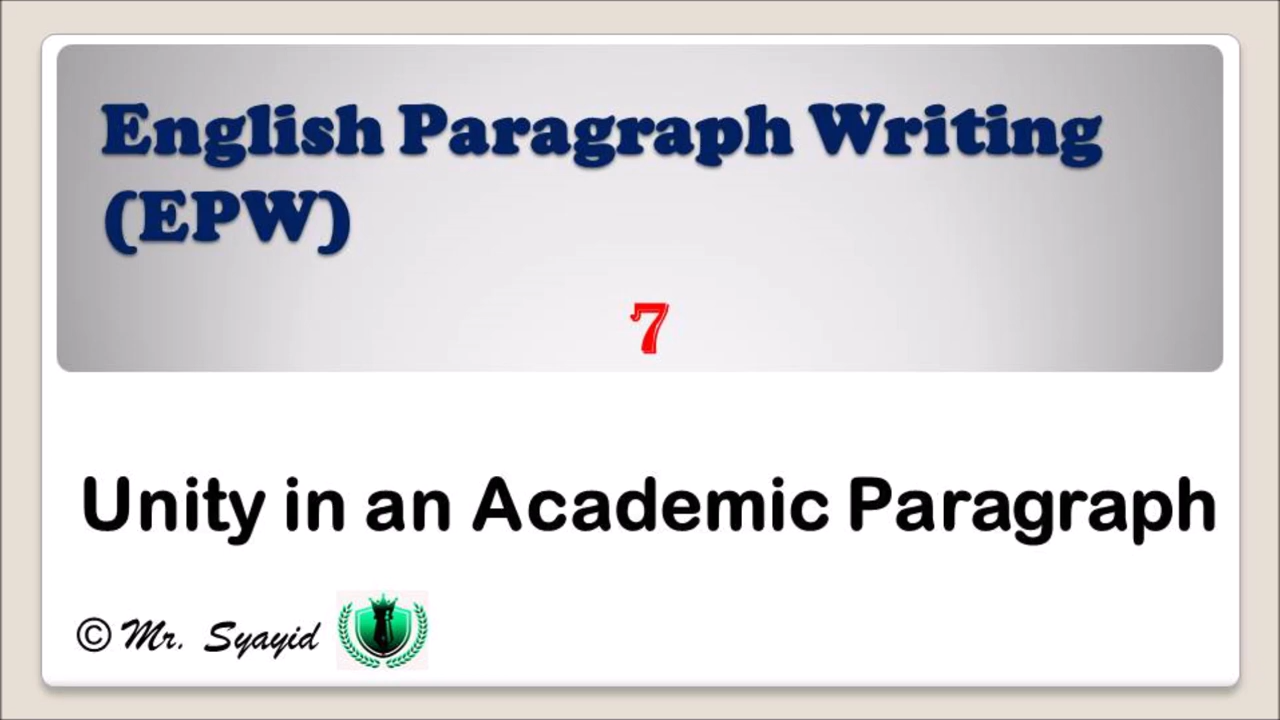 English Paragraph Writing
(EPW)
7
Unity in an Academic Paragraph
© Mr. Syayid